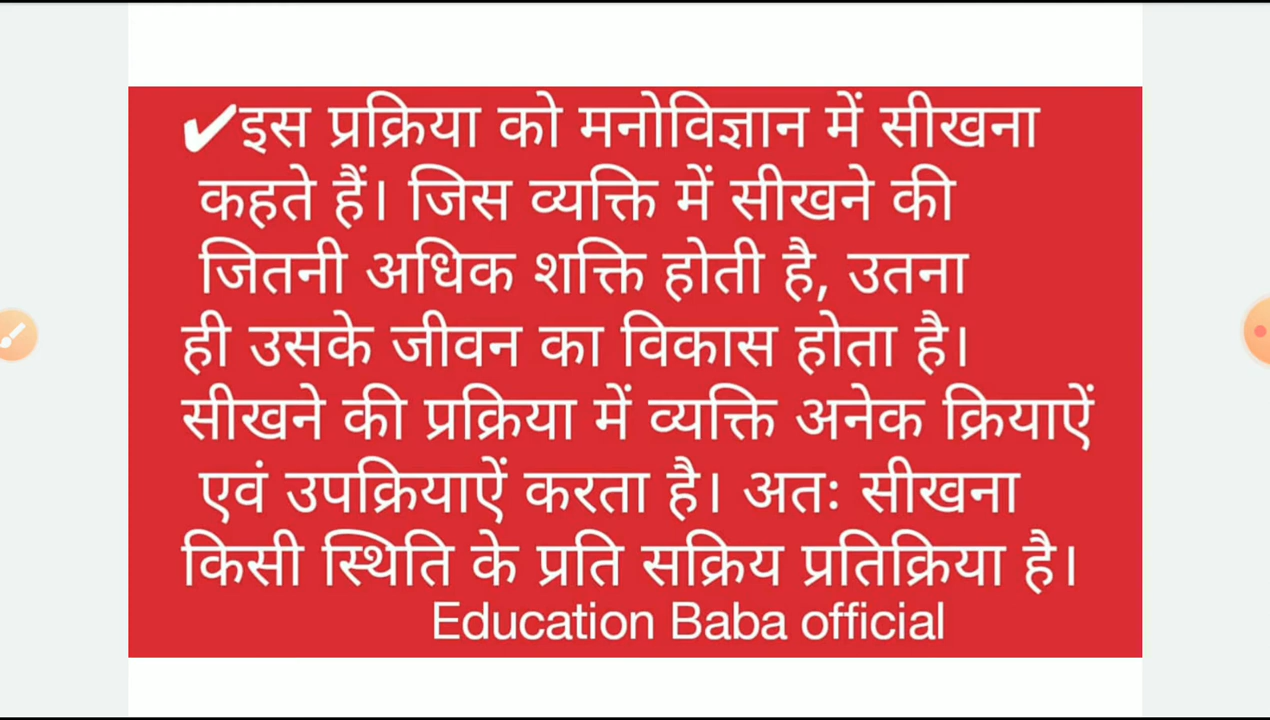 ✔इस प्रक्रिया को मनोविज्ञान में सीखना
कहते हैं। जिस व्यक्ति में सीखने की
जितनी अधिक शक्ति होती है, उतना
ही उसके जीवन का विकास होता है।
सीखने की प्रक्रिया में व्यक्ति अनेक क्रियाऐं
एवं उपक्रियाऐं करता है। अतः सीखना
किसी स्थिति के प्रति सक्रिय प्रतिक्रिया है।
Education Baba official